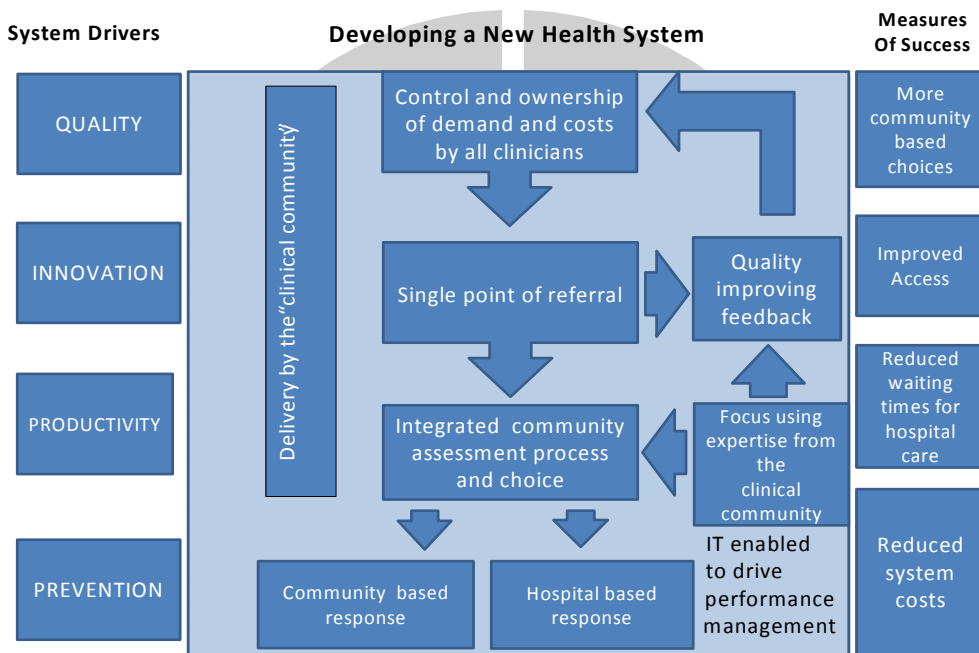 System Drivers
QUALITY
INNOVATION
PRODUCTIVITY
PREVENTION
Developing a New Health System
Delivery by the“clinical community”
Control and ownership
of demand and costs
by all clinicians
Single point of referral
Quality
improving
feedback
Integrated community
assessment process
and choice
Focus using
expertise from
the
clinical
community
Community based
response
Hospital based
response
IT enabled
to drive
performance
management
Measures
Of Success
More
community
based
choices
Improved
Access
Reduced
waiting
times for
hospital
care
Reduced
system
costs